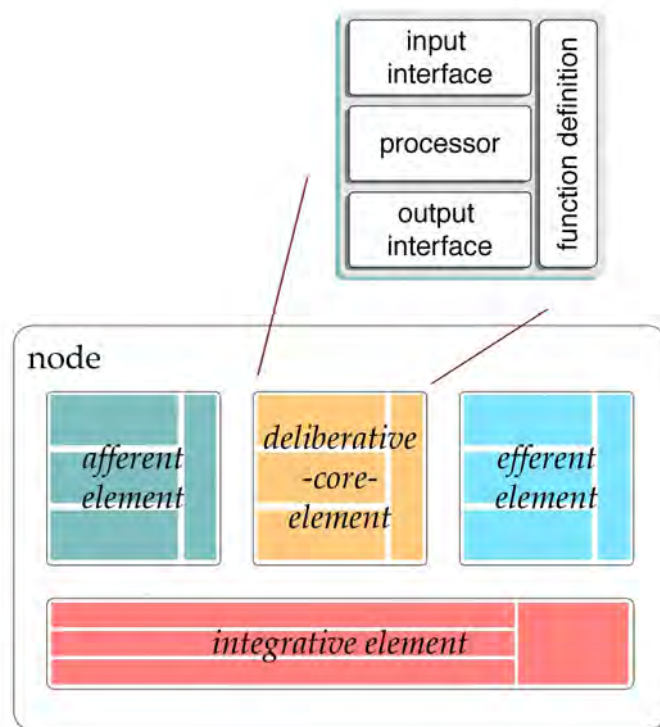 input
interface
processor
output
interface
function definition
node
afferent
element
deliberative
-core-
element
efferent
element
integrative element